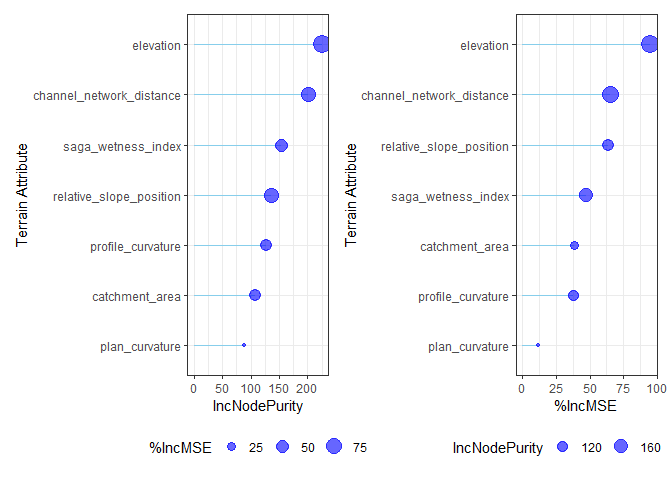 Terrain Attribute
elevation
channel_network_distance
saga_wetness_index
relative_slope_position
profile_curvature
catchment_area
plan_curvature
0 50 100 150 200
IncNodePurity
%IncMSE 25 50 75
Terrain Attribute
elevation
channel_network_distance
relative_slope_position
saga_wetness_index
catchment_area
profile_curvature
plan_curvature
0 25 50 75 100
%IncMSE
IncNodePurity 120 160